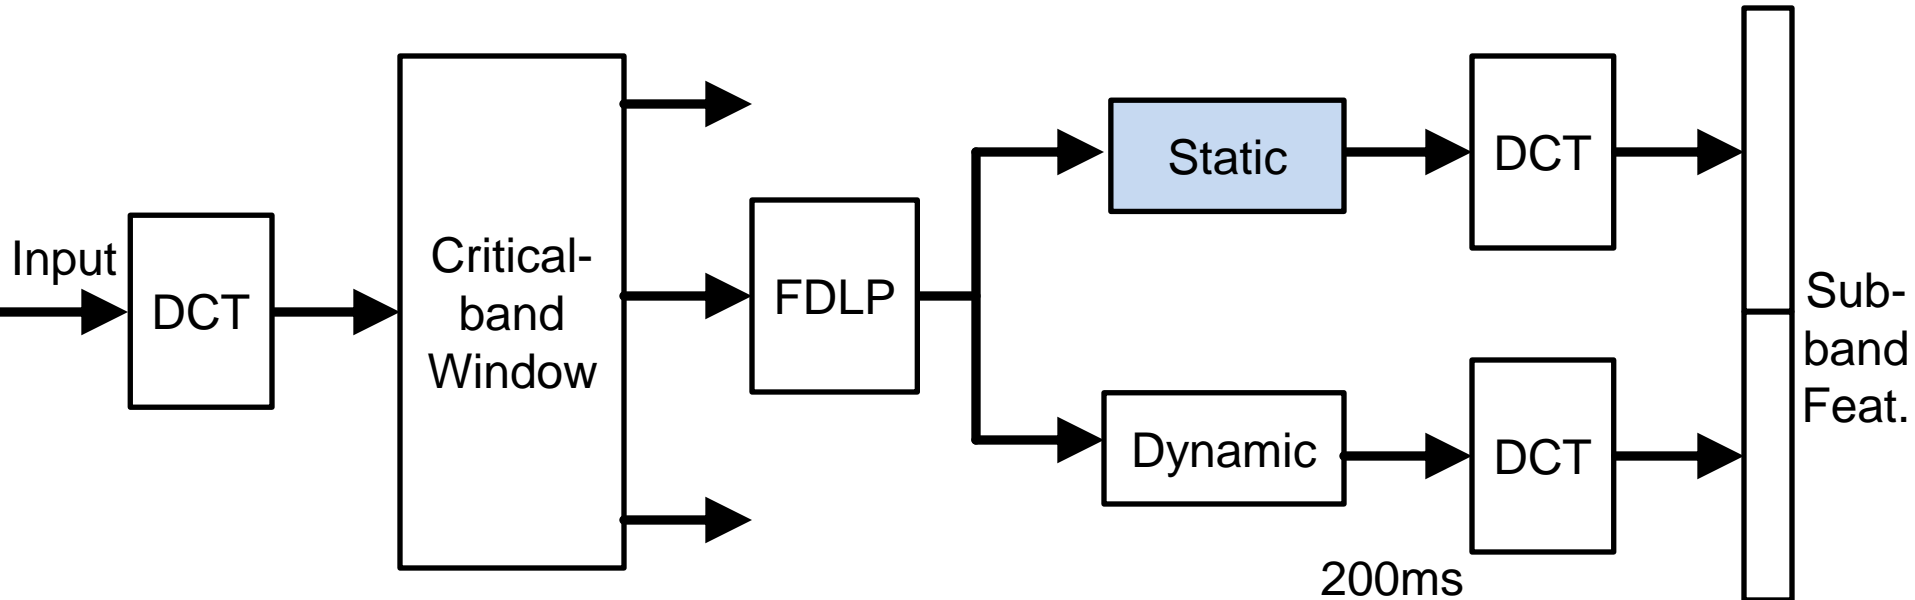 Input
DCT
Critical-
band
Window
FDLP
Static
Dynamic
DCT
DCT
200ms
Sub-
band
Feat.